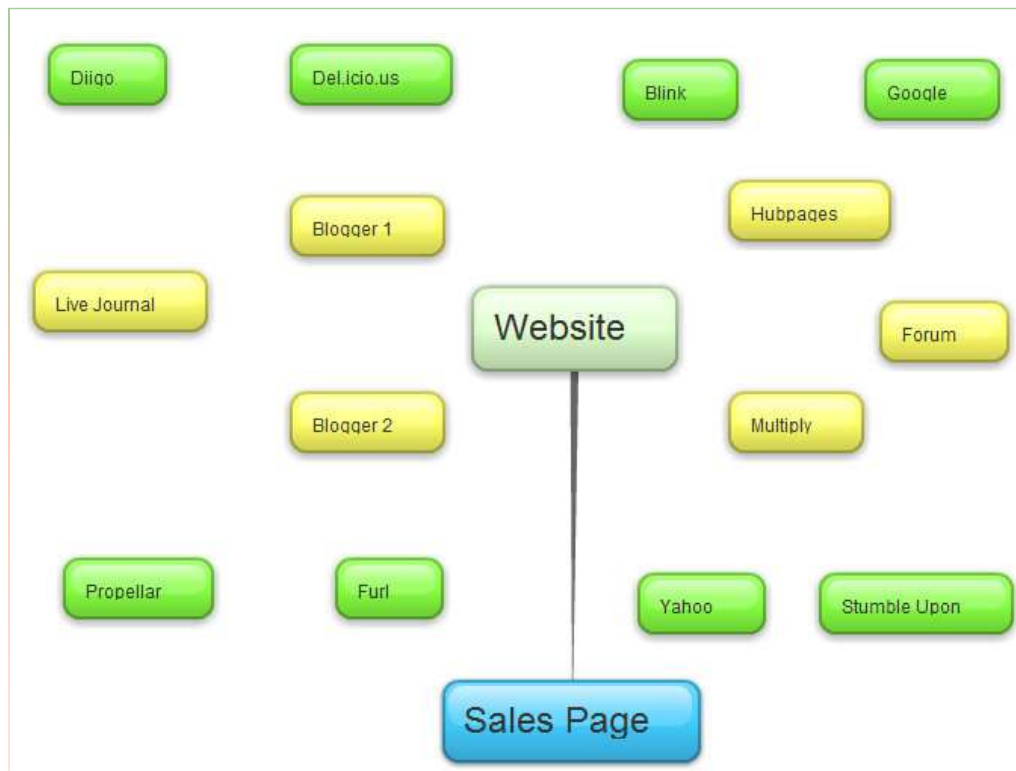 Diigo
Del.icio.us
Blink
Google
Blogger 1
Hubpages
Live Journal
Website
Forum
Blogger 2
Multiply
Propellar
Furl
Yahoo
Stumble Upon
Sales Page